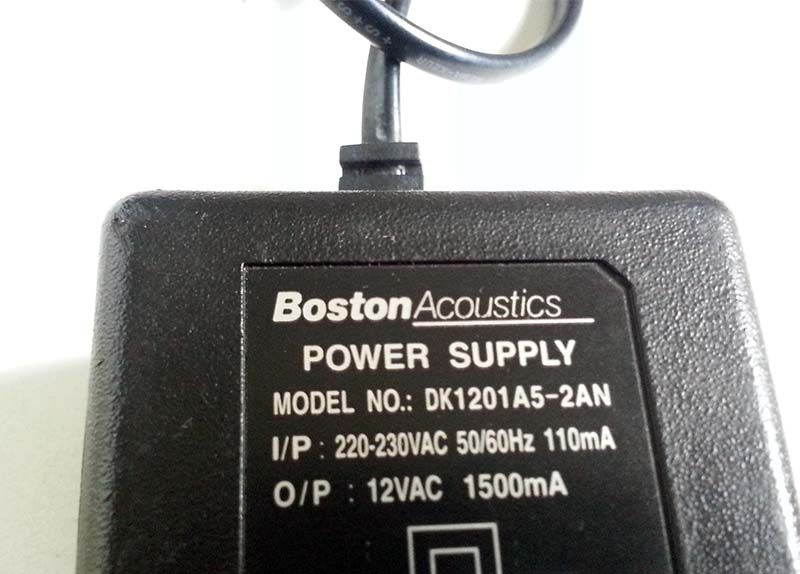 BostonAcoustics
POWER SUPPLY
MODEL NO.: DK1201A5-2AN
I/P : 220-230VAC 50/60Hz 110mA
O/P : 12VAC 1500mA